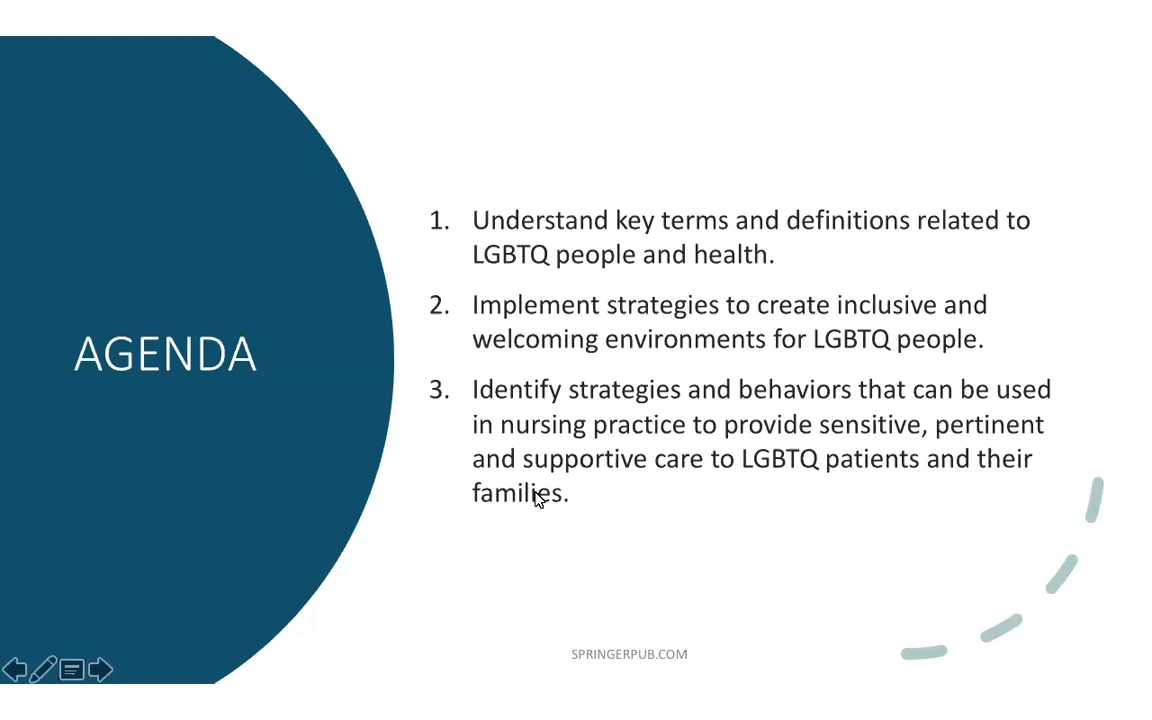 AGENDA
1. Understand key terms and definitions related to
LGBTQ people and health.
2. Implement strategies to create inclusive and
welcoming environments for LGBTQ people.
3. Identify strategies and behaviors that can be used
in nursing practice to provide sensitive, pertinent
and supportive care to LGBTQ patients and their
families.
SPRINGERPUB.COM